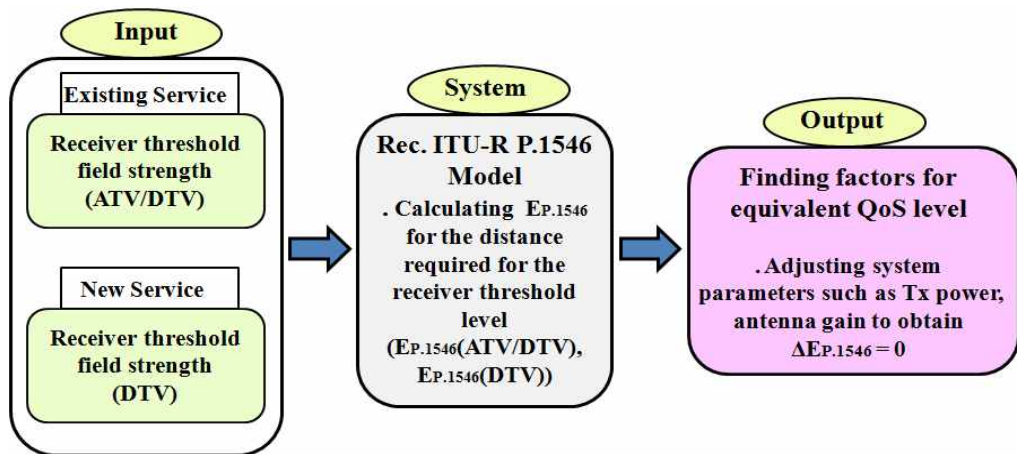 Input
Existing Service
Receiver threshold
field strength
(ATV/DTV)
New Service
Receiver threshold
field strength
(DTV)
System
Rec. ITU-R P.1546
Model
. Calculating EP.1546
for the distance
required for the
receiver threshold
level
(EP.1546(ATV/DTV),
EP.1546(DTV))
Output
Finding factors for
equivalent QoS level
. Adjusting system
parameters such as Tx power,
antenna gain to obtain
ΔEP.1546 = 0